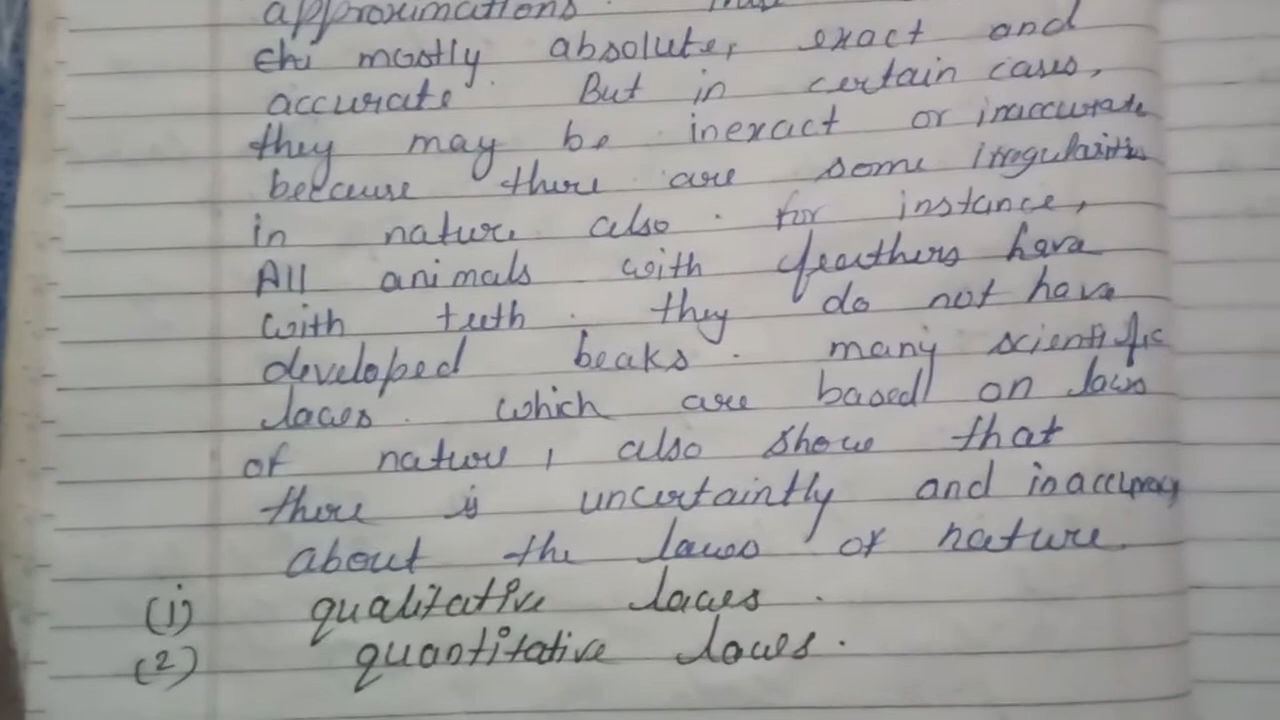 approximations.
mostly absolute, exact and
accurate. But in certain cases,
they may be inexact or inaccurate
because there are some irregularities
in nature also. for instance,
All animals with feathers have
with teeth. they do not have
developed beaks. many scientific
laws. which are based on laws
of nature, also show that
there is uncertaintly and inaccuracy
about the laws of nature.
(1) qualitative laws.
(2) quantitative laws.